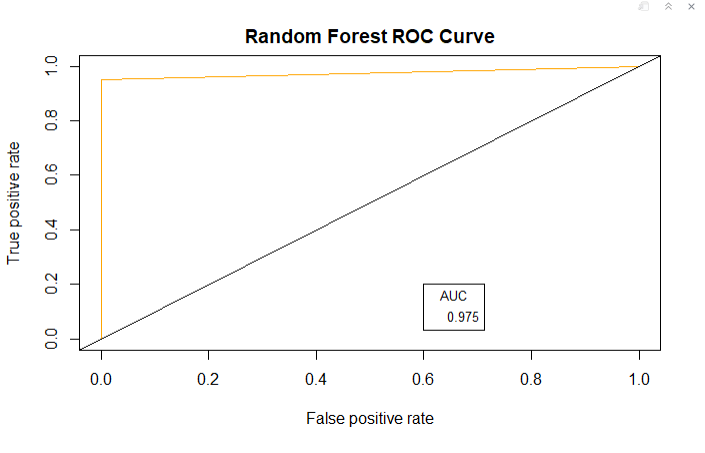 Random Forest ROC Curve
True positive rate
1.0
0.8
0.6
0.4
0.2
0.0
AUC
0.975
0.0 0.2 0.4 0.6 0.8 1.0
False positive rate